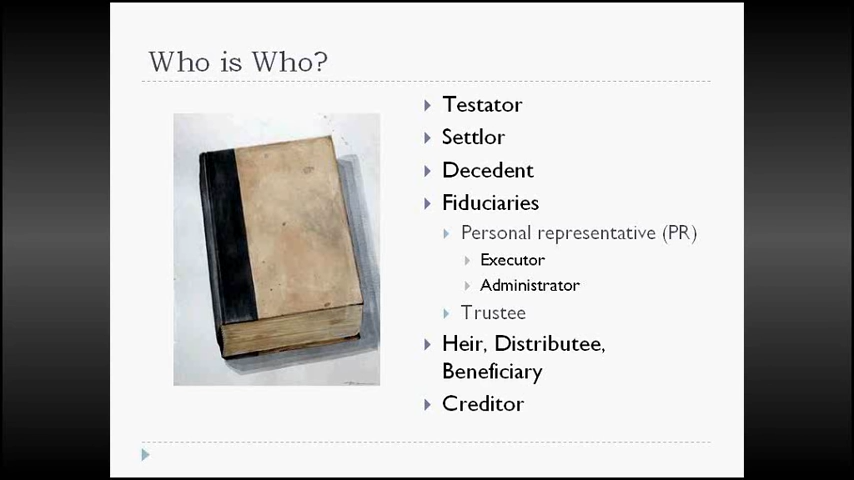 Who is Who?
Testator
Settlor
Decedent
Fiduciaries
Personal representative (PR)
Executor
Administrator
Trustee
Heir, Distributee,
Beneficiary
Creditor